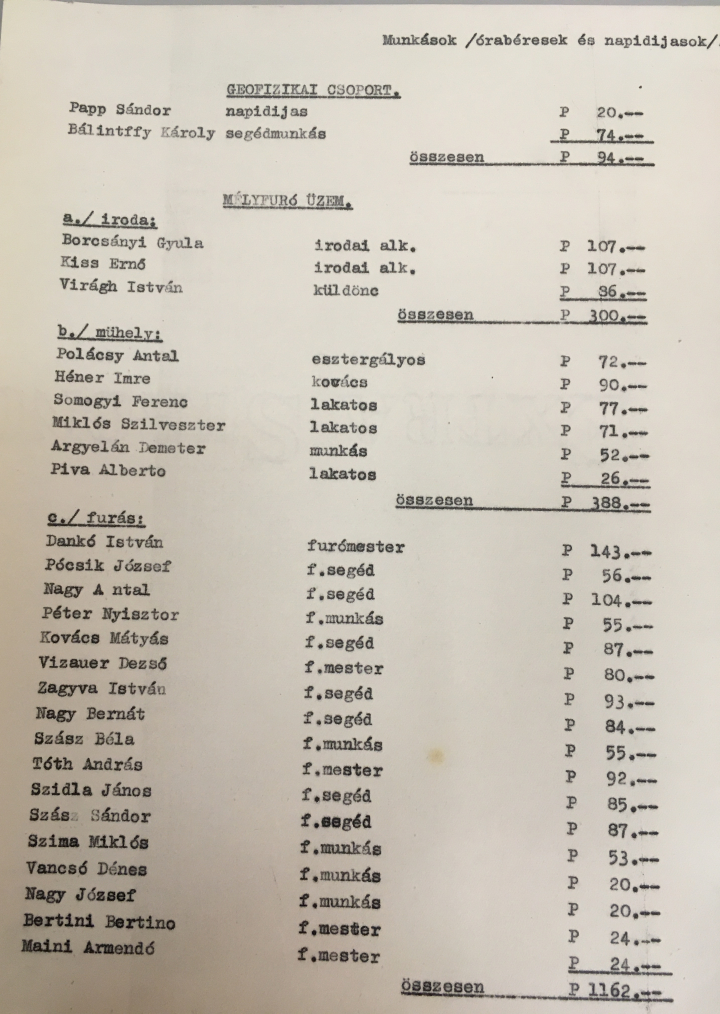 Munkások /órabéresek és napidijasok/.
GEOFIZIKAI CSOPORT.
Papp Sándor napidijas P 20.--
Bálintffy Károly segédmunkás P 74.--
összesen P 94.--
MÉLYFURÓ ÜZEM.
a./ iroda:
Borcsányi Gyula irodai alk. P 107.--
Kiss Ernő irodai alk. P 107.--
Virágh István küldönc P 86.--
összesen P 300.--
b./ műhely:
Polácsy Antal esztergályos P 72.--
Héner Imre kovács P 90.--
Somogyi Ferenc lakatos P 77.--
Miklós Szilveszter lakatos P 71.--
Argyelán Demeter munkás P 52.--
Piva Alberto lakatos P 26.--
összesen P 388.--
c./ furás:
Dankó István furómester P 143.--
Pócsik József f.segéd P 56.--
Nagy A ntal f.segéd P 104.--
Péter Nyisztor f.munkás P 55.--
Kovács Mátyás f.segéd P 87.--
Vizauer Dezső f.mester P 80.--
Zagyva István f.segéd P 93.--
Nagy Bernát f.segéd P 84.--
Szász Béla f.munkás P 55.--
Tóth András f.mester P 92.--
Szidla János f.segéd P 85.--
Szász Sándor f.segéd P 87.--
Szima Miklós f.munkás P 53.--
Vancsó Dénes f.munkás P 20.--
Nagy József f.munkás P 20.--
Bertini Bertino f.mester P 24.--
Maini Armendó f.mester P 24.--
összesen P 1162.--